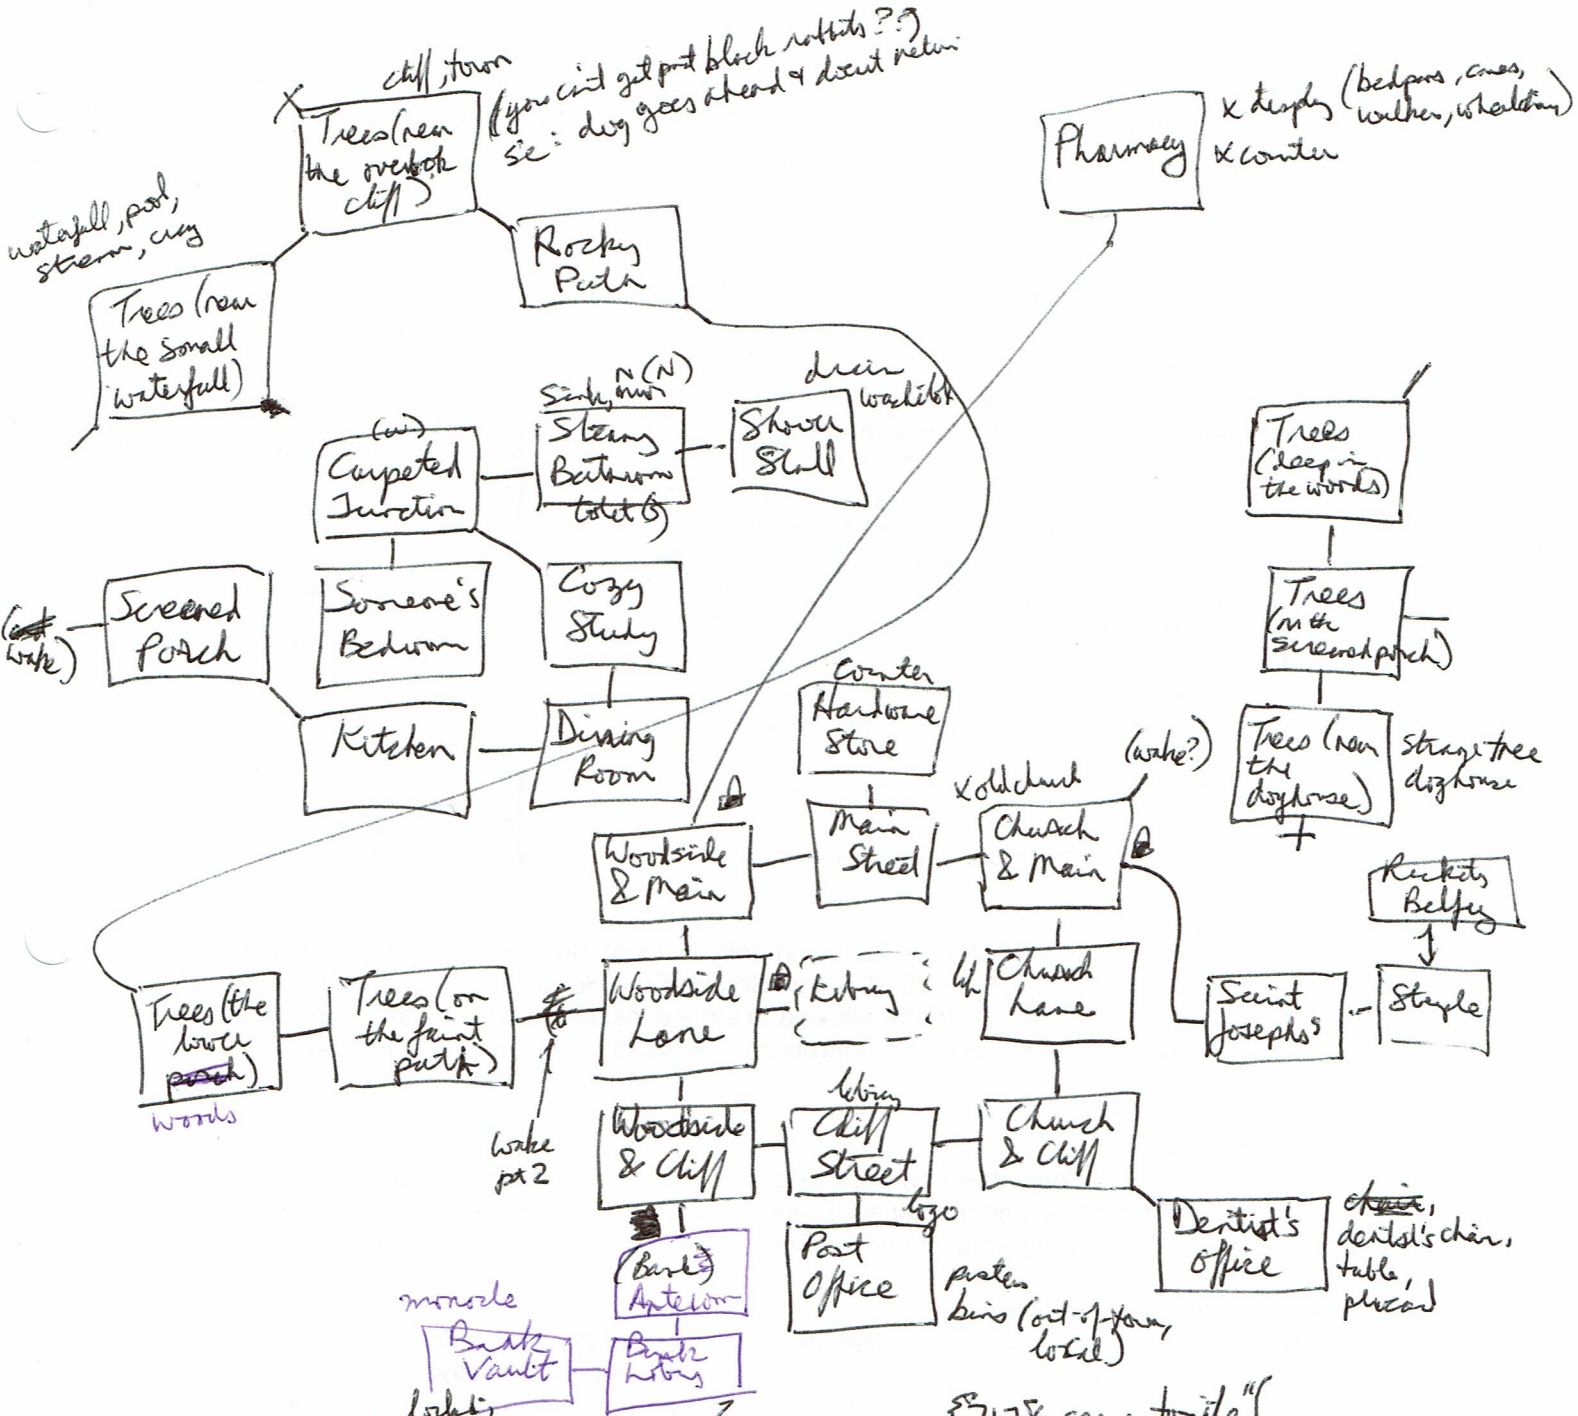 cliff, town
(you can't get past black rabbits??
se: dog goes ahead & doesn't return
X
Trees (near
the overlook
cliff)
Pharmacy
x display (bedpans, canes,
walkers, wheelchair)
x counter
waterfall, pool,
stream, cray
Trees (near
the small
waterfall)
Rocky
Path
(w)
Carpeted
Junction
N (N)
Sink, mirror
Steamy
Bathroom
toilet (s)
drain
washcloth
Shower
Stall
Trees
(deep in
the woods)
(
wake)
Screened
Porch
Someone's
Bedroom
Cozy
Study
Trees
(on the
screened porch)
Kitchen
Dining
Room
counter
Hardware
Store
(wake?)
Trees (near
the
doghouse)
strange tree
doghouse
x old church
Woodside
& Main
Main
Street
Church
& Main
Rickety
Belfry
Trees (the
lower
porch)
woods
Trees (on
the faint
path)
Woodside
Lane
Library
Church
Lane
Saint
Joseph's
Steeple
wake
pt 2
Woodside
& Cliff
library
Cliff
Street
Church
& Cliff
logo
Post
Office
posters
bins (out-of-town,
local)
Dentist's
Office
chair,
dentist's chair,
table,
placard
(Bank)
Anteroom
monocle
Bank
Vault
Bank
Lobby